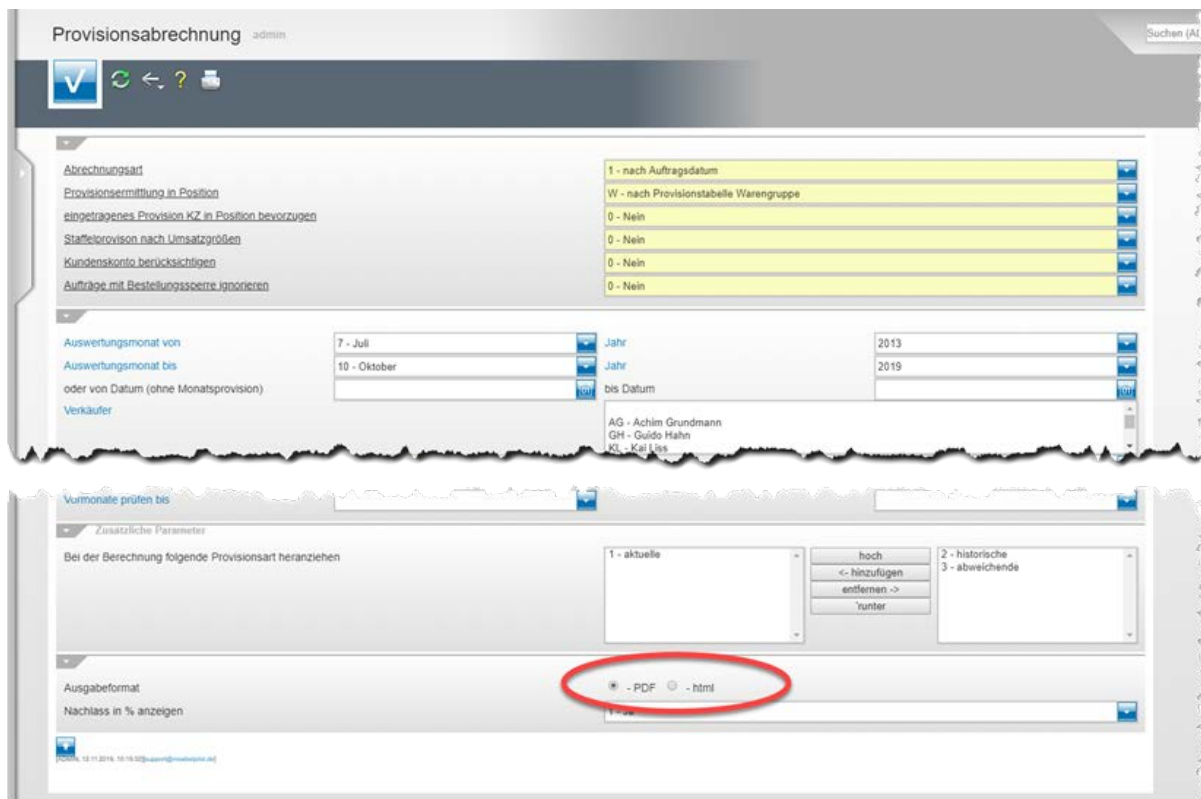 Provisionsabrechnung admin
Suchen (Al
√ ?
Abrechnungsart 1 - nach Auftragsdatum
Provisionsermittlung in Position W - nach Provisionstabelle Warengruppe
eingetragenes Provision KZ in Position bevorzugen 0 - Nein
Staffelprovison nach Umsatzgrößen 0 - Nein
Kundenskonto berücksichtigen 0 - Nein
Aufträge mit Bestellungssperre ignorieren 0 - Nein
Auswertungsmonat von 7 - Juli Jahr 2013
Auswertungsmonat bis 10 - Oktober Jahr 2019
oder von Datum (ohne Monatsprovision) 01 bis Datum 01
Verkäufer
AG - Achim Grundmann
GH - Guido Hahn
KL - Kai Liss
Vormonate prüfen bis
Zusätzliche Parameter
Bei der Berechnung folgende Provisionsart heranziehen 1 - aktuelle hoch 2 - historische
<- hinzufügen 3 - abweichende
entfernen ->
'runter
Ausgabeformat - PDF - html
Nachlass in % anzeigen 1 - Ja